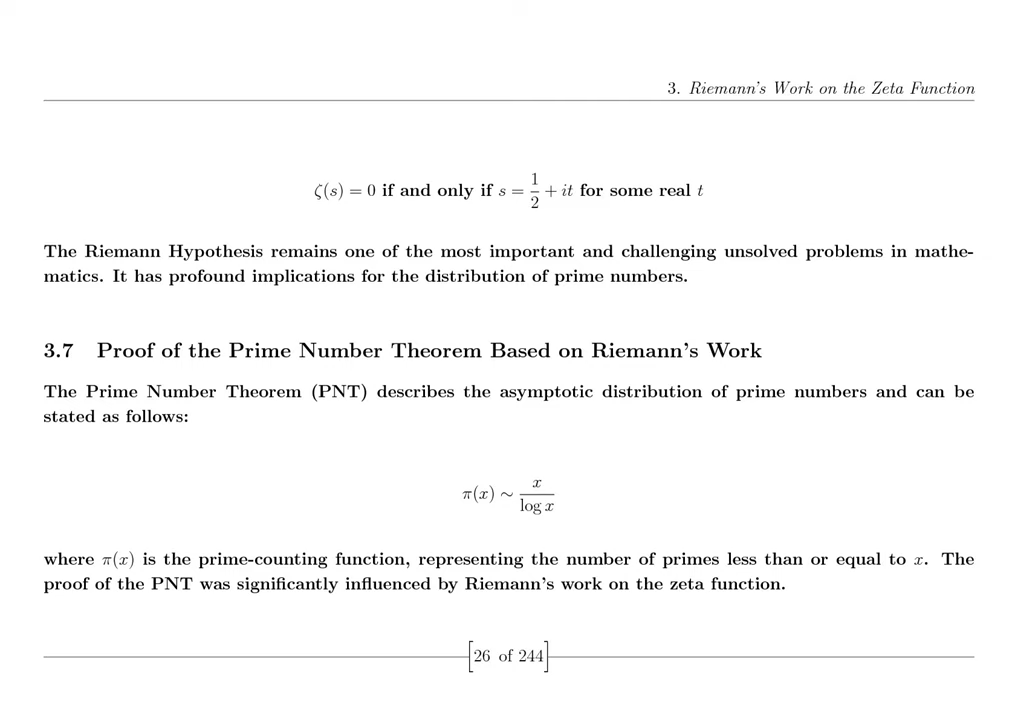 3. Riemann's Work on the Zeta Function
ζ(s) = 0 if and only if s = 1/2 + it for some real t
The Riemann Hypothesis remains one of the most important and challenging unsolved problems in mathe-
matics. It has profound implications for the distribution of prime numbers.
3.7 Proof of the Prime Number Theorem Based on Riemann's Work
The Prime Number Theorem (PNT) describes the asymptotic distribution of prime numbers and can be
stated as follows:
π(x) ∼ x/log x
where π(x) is the prime-counting function, representing the number of primes less than or equal to x. The
proof of the PNT was significantly influenced by Riemann's work on the zeta function.
[26 of 244]